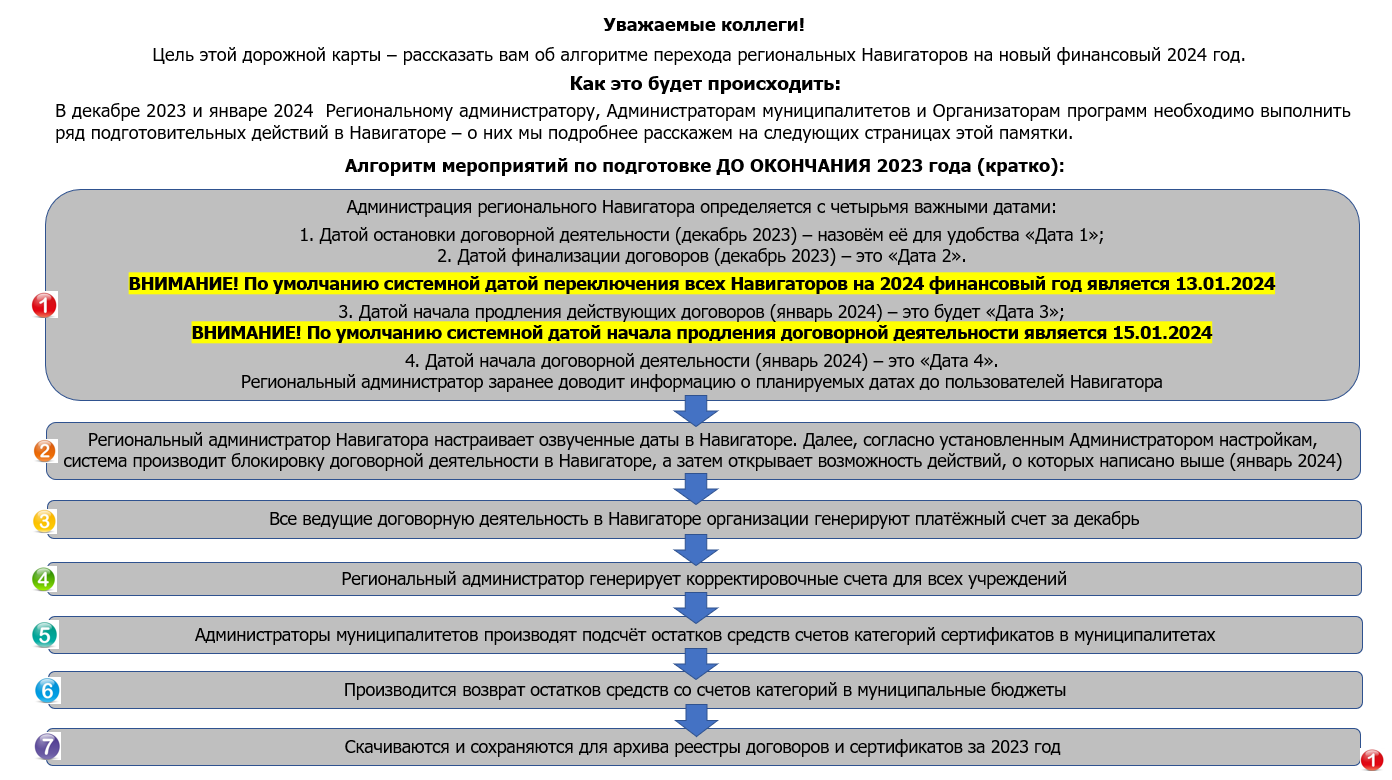 Уважаемые коллеги!
Цель этой дорожной карты – рассказать вам об алгоритме перехода региональных Навигаторов на новый финансовый 2024 год.
Как это будет происходить:
В декабре 2023 и январе 2024 Региональному администратору, Администраторам муниципалитетов и Организаторам программ необходимо выполнить
ряд подготовительных действий в Навигаторе – о них мы подробнее расскажем на следующих страницах этой памятки.
Алгоритм мероприятий по подготовке ДО ОКОНЧАНИЯ 2023 года (кратко):
Администрация регионального Навигатора определяется с четырьмя важными датами:
1. Датой остановки договорной деятельности (декабрь 2023) – назовём её для удобства «Дата 1»;
2. Датой финализации договоров (декабрь 2023) – это «Дата 2».
ВНИМАНИЕ! По умолчанию системной датой переключения всех Навигаторов на 2024 финансовый год является 13.01.2024
1
3. Датой начала продления действующих договоров (январь 2024) – это будет «Дата 3»;
ВНИМАНИЕ! По умолчанию системной датой начала продления договорной деятельности является 15.01.2024
4. Датой начала договорной деятельности (январь 2024) – это «Дата 4».
Региональный администратор заранее доводит информацию о планируемых датах до пользователей Навигатора
2
Региональный администратор Навигатора настраивает озвученные даты в Навигаторе. Далее, согласно установленным Администратором настройкам,
система производит блокировку договорной деятельности в Навигаторе, а затем открывает возможность действий, о которых написано выше (январь 2024)
3
Все ведущие договорную деятельность в Навигаторе организации генерируют платёжный счет за декабрь
4
Региональный администратор генерирует корректировочные счета для всех учреждений
5
Администраторы муниципалитетов производят подсчёт остатков средств счетов категорий сертификатов в муниципалитетах
6
Производится возврат остатков средств со счетов категорий в муниципальные бюджеты
7
Скачиваются и сохраняются для архива реестры договоров и сертификатов за 2023 год
1